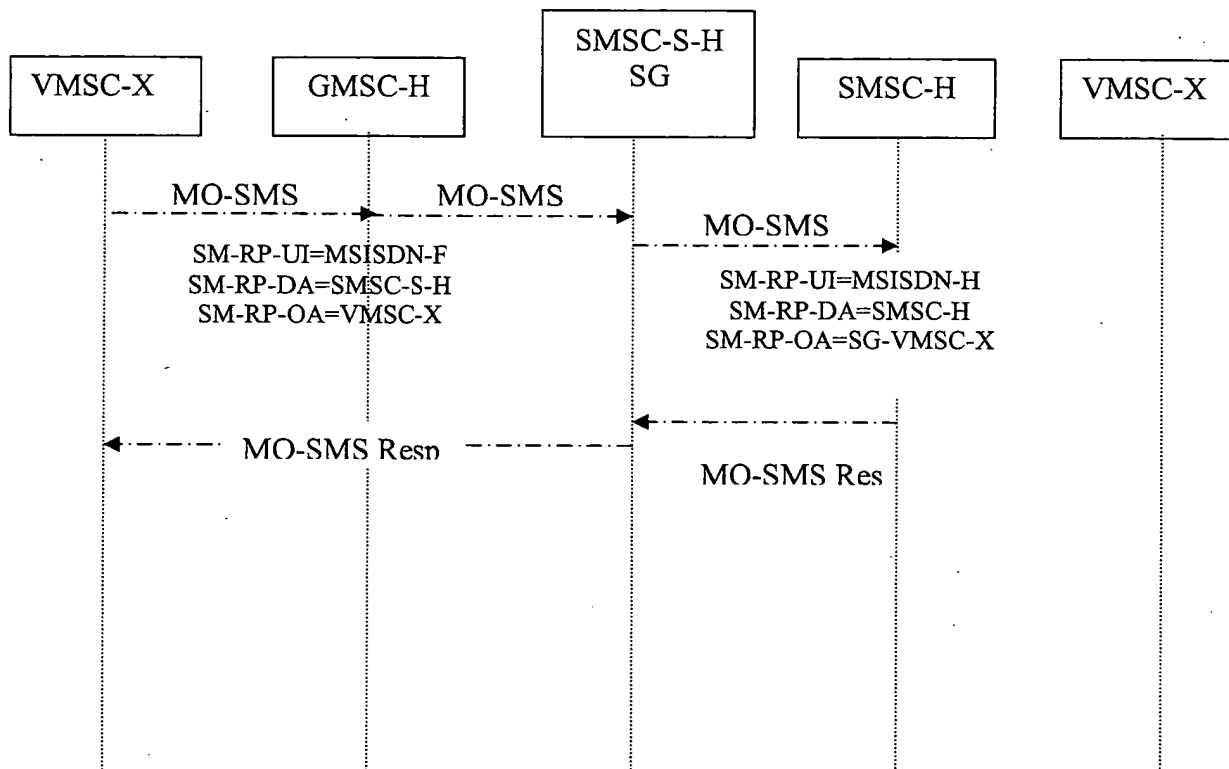 VMSC-X
GMSC-H
SMSC-S-H
SG
SMSC-H
VMSC-X
MO-SMS
MO-SMS
MO-SMS
SM-RP-UI=MSISDN-F
SM-RP-DA=SMSC-S-H
SM-RP-OA=VMSC-X
SM-RP-UI=MSISDN-H
SM-RP-DA=SMSC-H
SM-RP-OA=SG-VMSC-X
MO-SMS Resp
MO-SMS Res